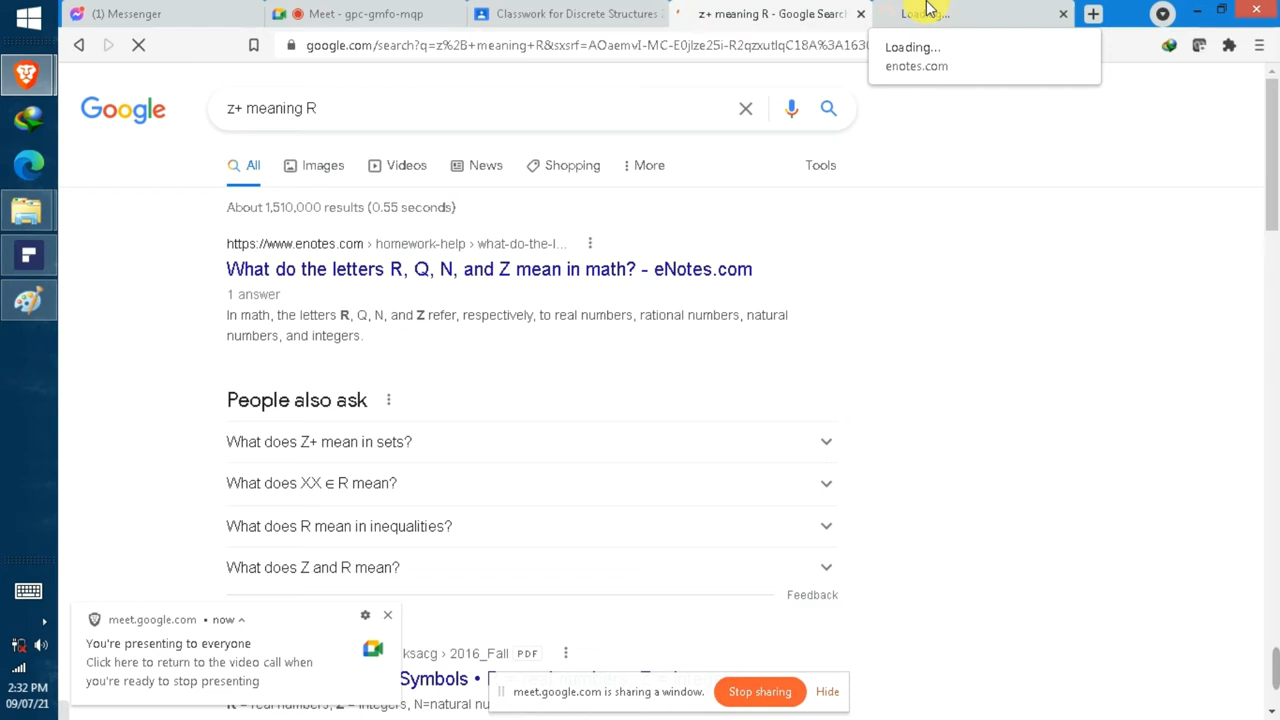 (1) Messenger
Meet - gpc-gmfo-mqp
Classwork for Discrete Structures 2
z+ meaning R - Google Search
Loading...
google.com/search?q=z%2B+meaning+R&sxsrf=AOaemvI-MC-E0jlze25i-R2qzxutlqC18A%3A163
Loading...
enotes.com
Google
z+ meaning R
All
Images
Videos
News
Shopping
More
Tools
About 1,510,000 results (0.55 seconds)
https://www.enotes.com › homework-help › what-do-the-l...
What do the letters R, Q, N, and Z mean in math? - eNotes.com
1 answer
In math, the letters R, Q, N, and Z refer, respectively, to real numbers, rational numbers, natural
numbers, and integers.
People also ask
What does Z+ mean in sets?
What does XX ∈ R mean?
What does R mean in inequalities?
What does Z and R mean?
Feedback
meet.google.com • now
You're presenting to everyone
Click here to return to the video call when
you're ready to stop presenting
ksacg › 2016_Fall PDF
Symbols •
R = real numbers, Z = integers, N=natural nu
meet.google.com is sharing a window.
Stop sharing
Hide
2:32 PM
09/07/21